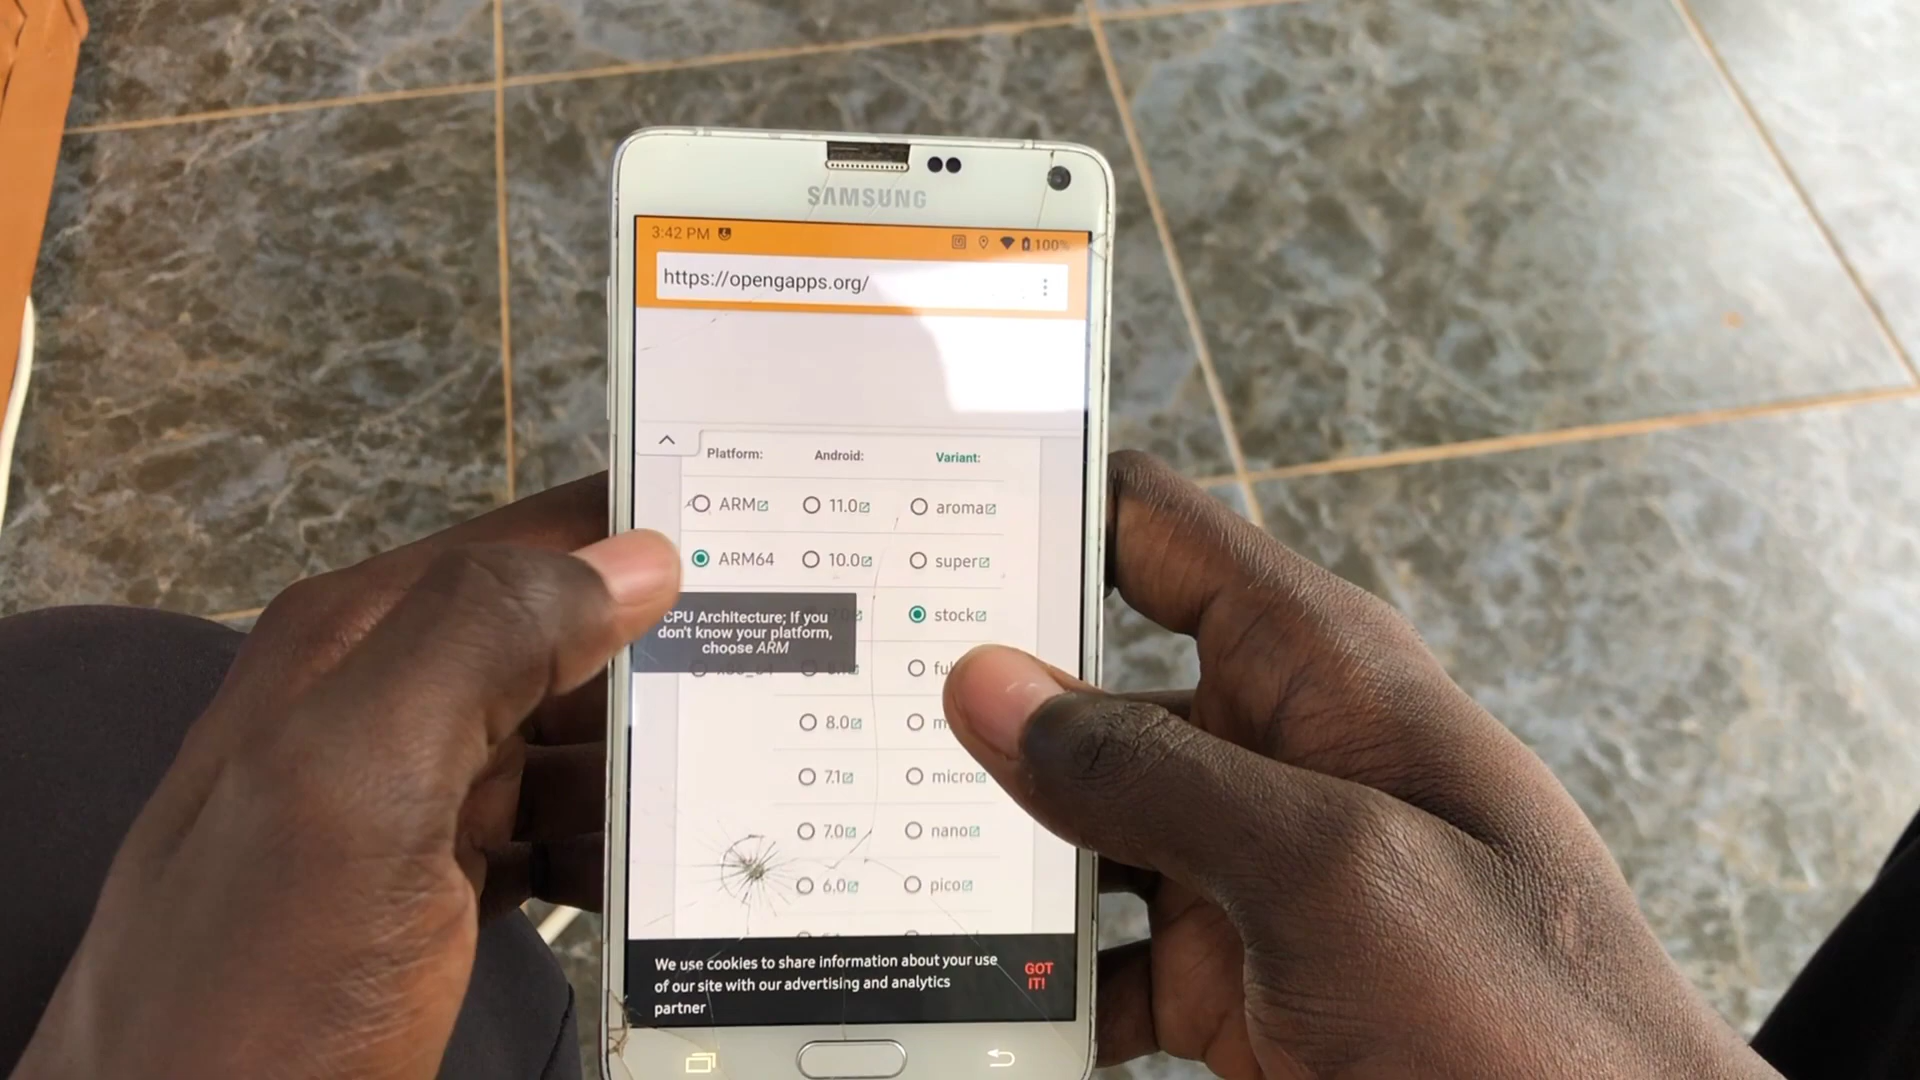 SAMSUNG
3:42 PM 100%
https://opengapps.org/
Platform: Android: Variant:
ARM 11.0 aroma
ARM64 10.0 super
CPU Architecture; If you
don't know your platform,
choose ARM
stock
8.0
7.1 micro
7.0 nano
6.0 pico
We use cookies to share information about your use
of our site with our advertising and analytics
partner
GOT
IT!